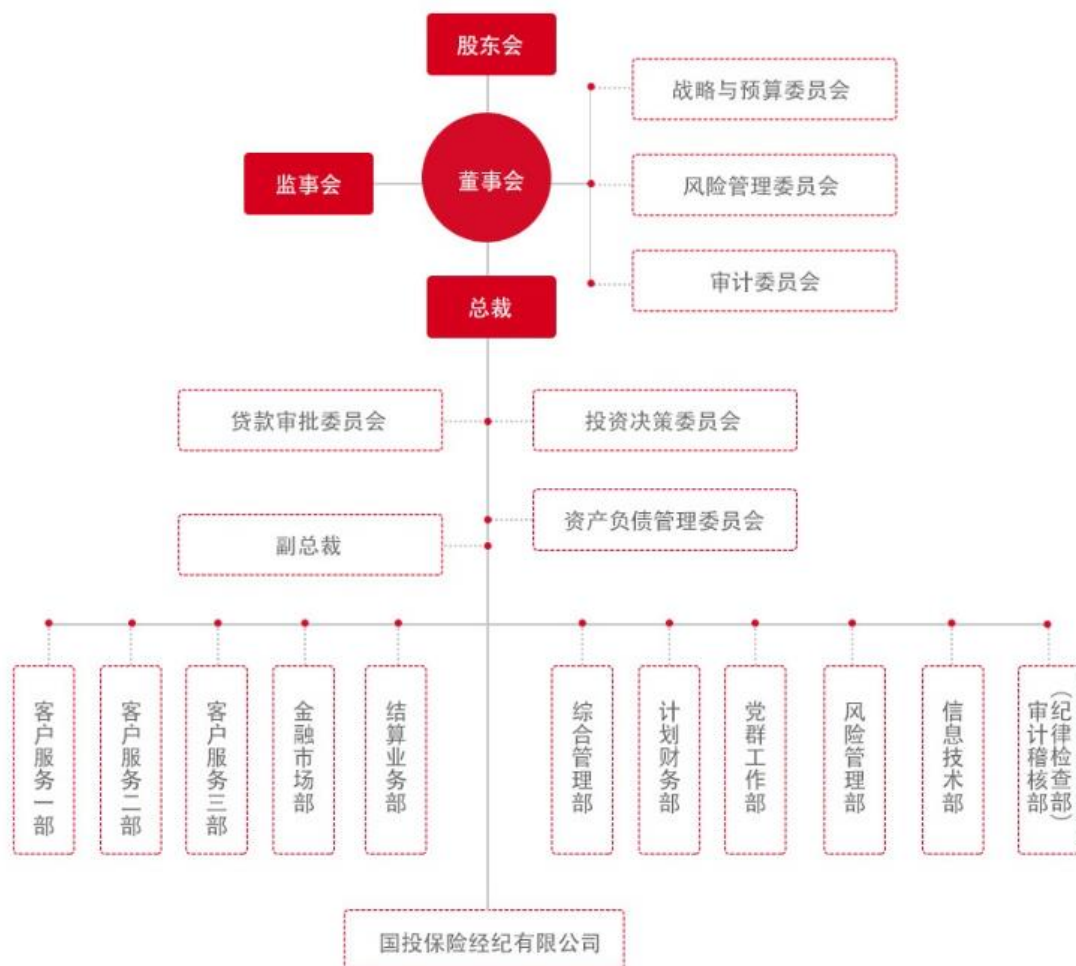 股东会
战略与预算委员会
监事会
董事会
风险管理委员会
审计委员会
总裁
贷款审批委员会
投资决策委员会
资产负债管理委员会
副总裁
客户服务一部
客户服务二部
客户服务三部
金融市场部
结算业务部
综合管理部
计划财务部
党群工作部
风险管理部
信息技术部
审计稽核部
（纪律检查部）
国投保险经纪有限公司